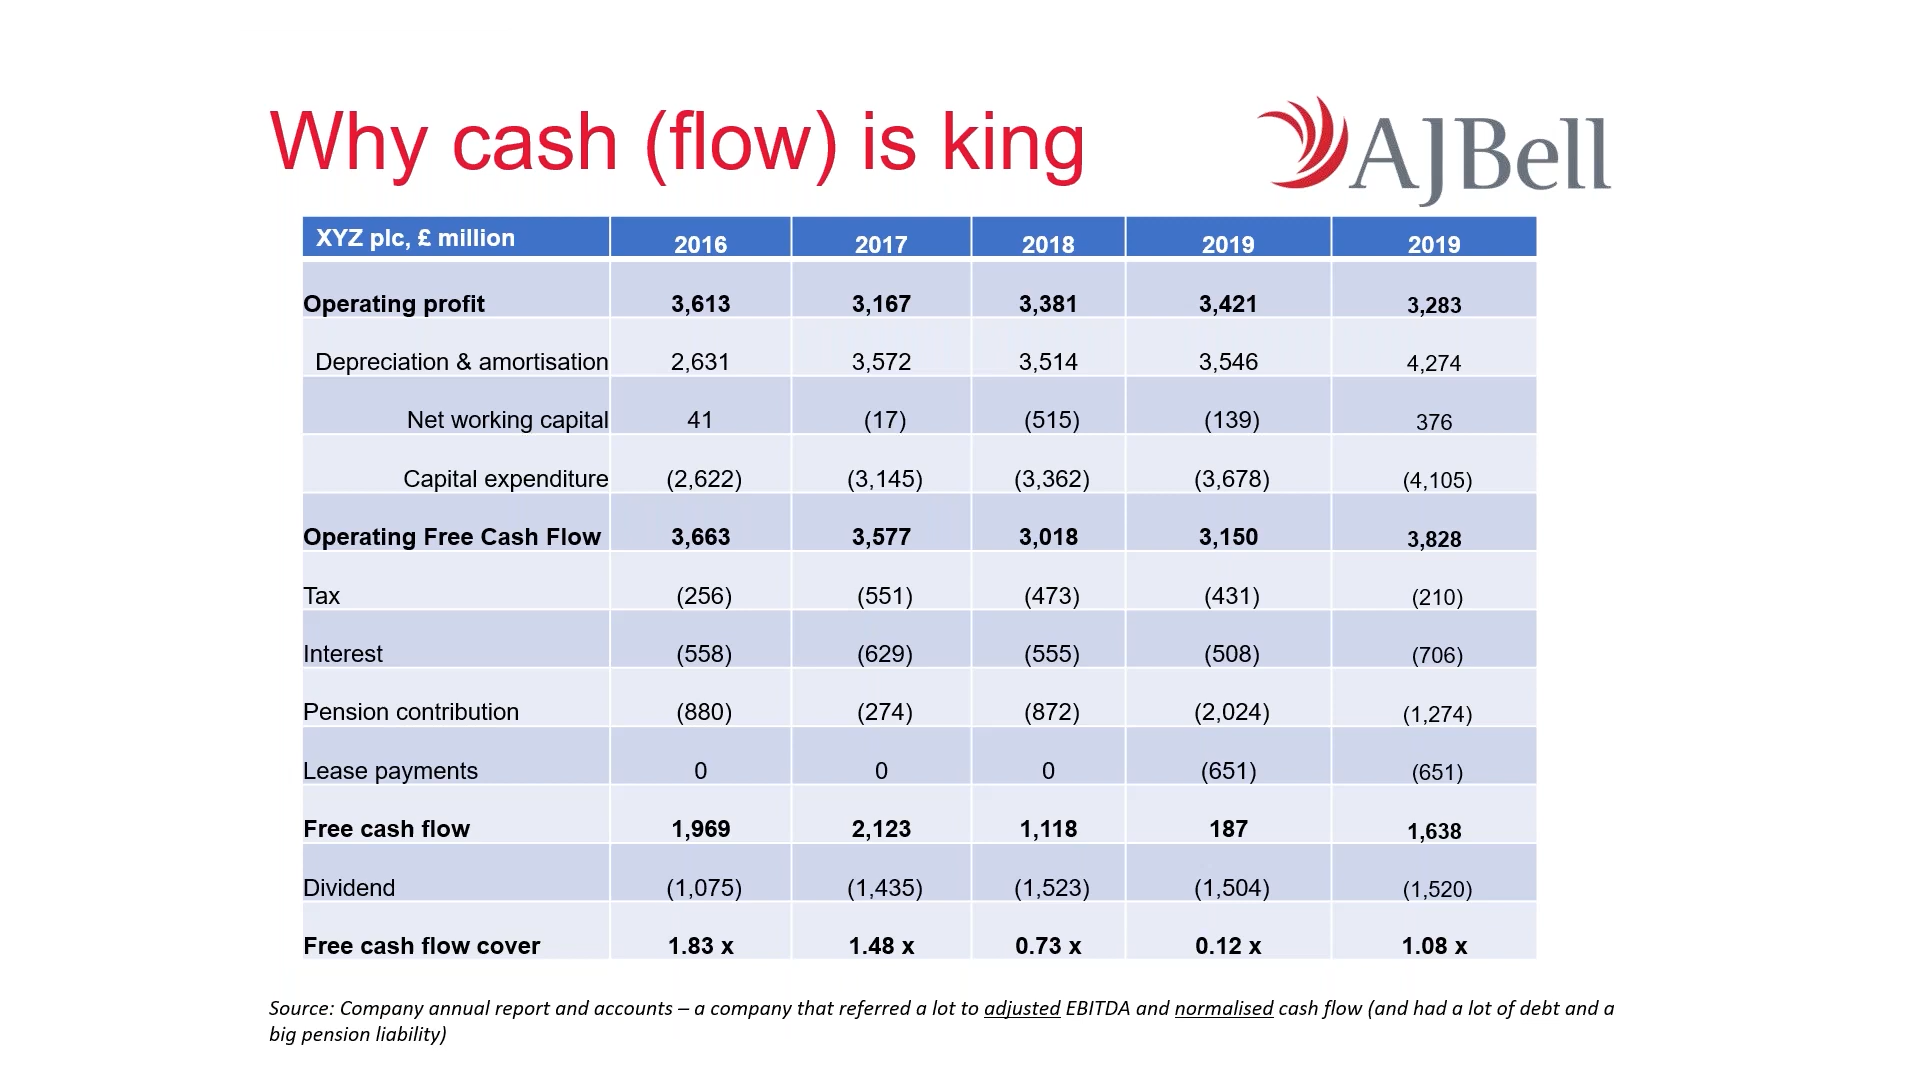 Why cash (flow) is king
AJBell
XYZ plc, £ million 2016 2017 2018 2019 2019
Operating profit 3,613 3,167 3,381 3,421 3,283
Depreciation & amortisation 2,631 3,572 3,514 3,546 4,274
Net working capital 41 (17) (515) (139) 376
Capital expenditure (2,622) (3,145) (3,362) (3,678) (4,105)
Operating Free Cash Flow 3,663 3,577 3,018 3,150 3,828
Tax (256) (551) (473) (431) (210)
Interest (558) (629) (555) (508) (706)
Pension contribution (880) (274) (872) (2,024) (1,274)
Lease payments 0 0 0 (651) (651)
Free cash flow 1,969 2,123 1,118 187 1,638
Dividend (1,075) (1,435) (1,523) (1,504) (1,520)
Free cash flow cover 1.83 x 1.48 x 0.73 x 0.12 x 1.08 x
Source: Company annual report and accounts – a company that referred a lot to adjusted EBITDA and normalised cash flow (and had a lot of debt and a
big pension liability)